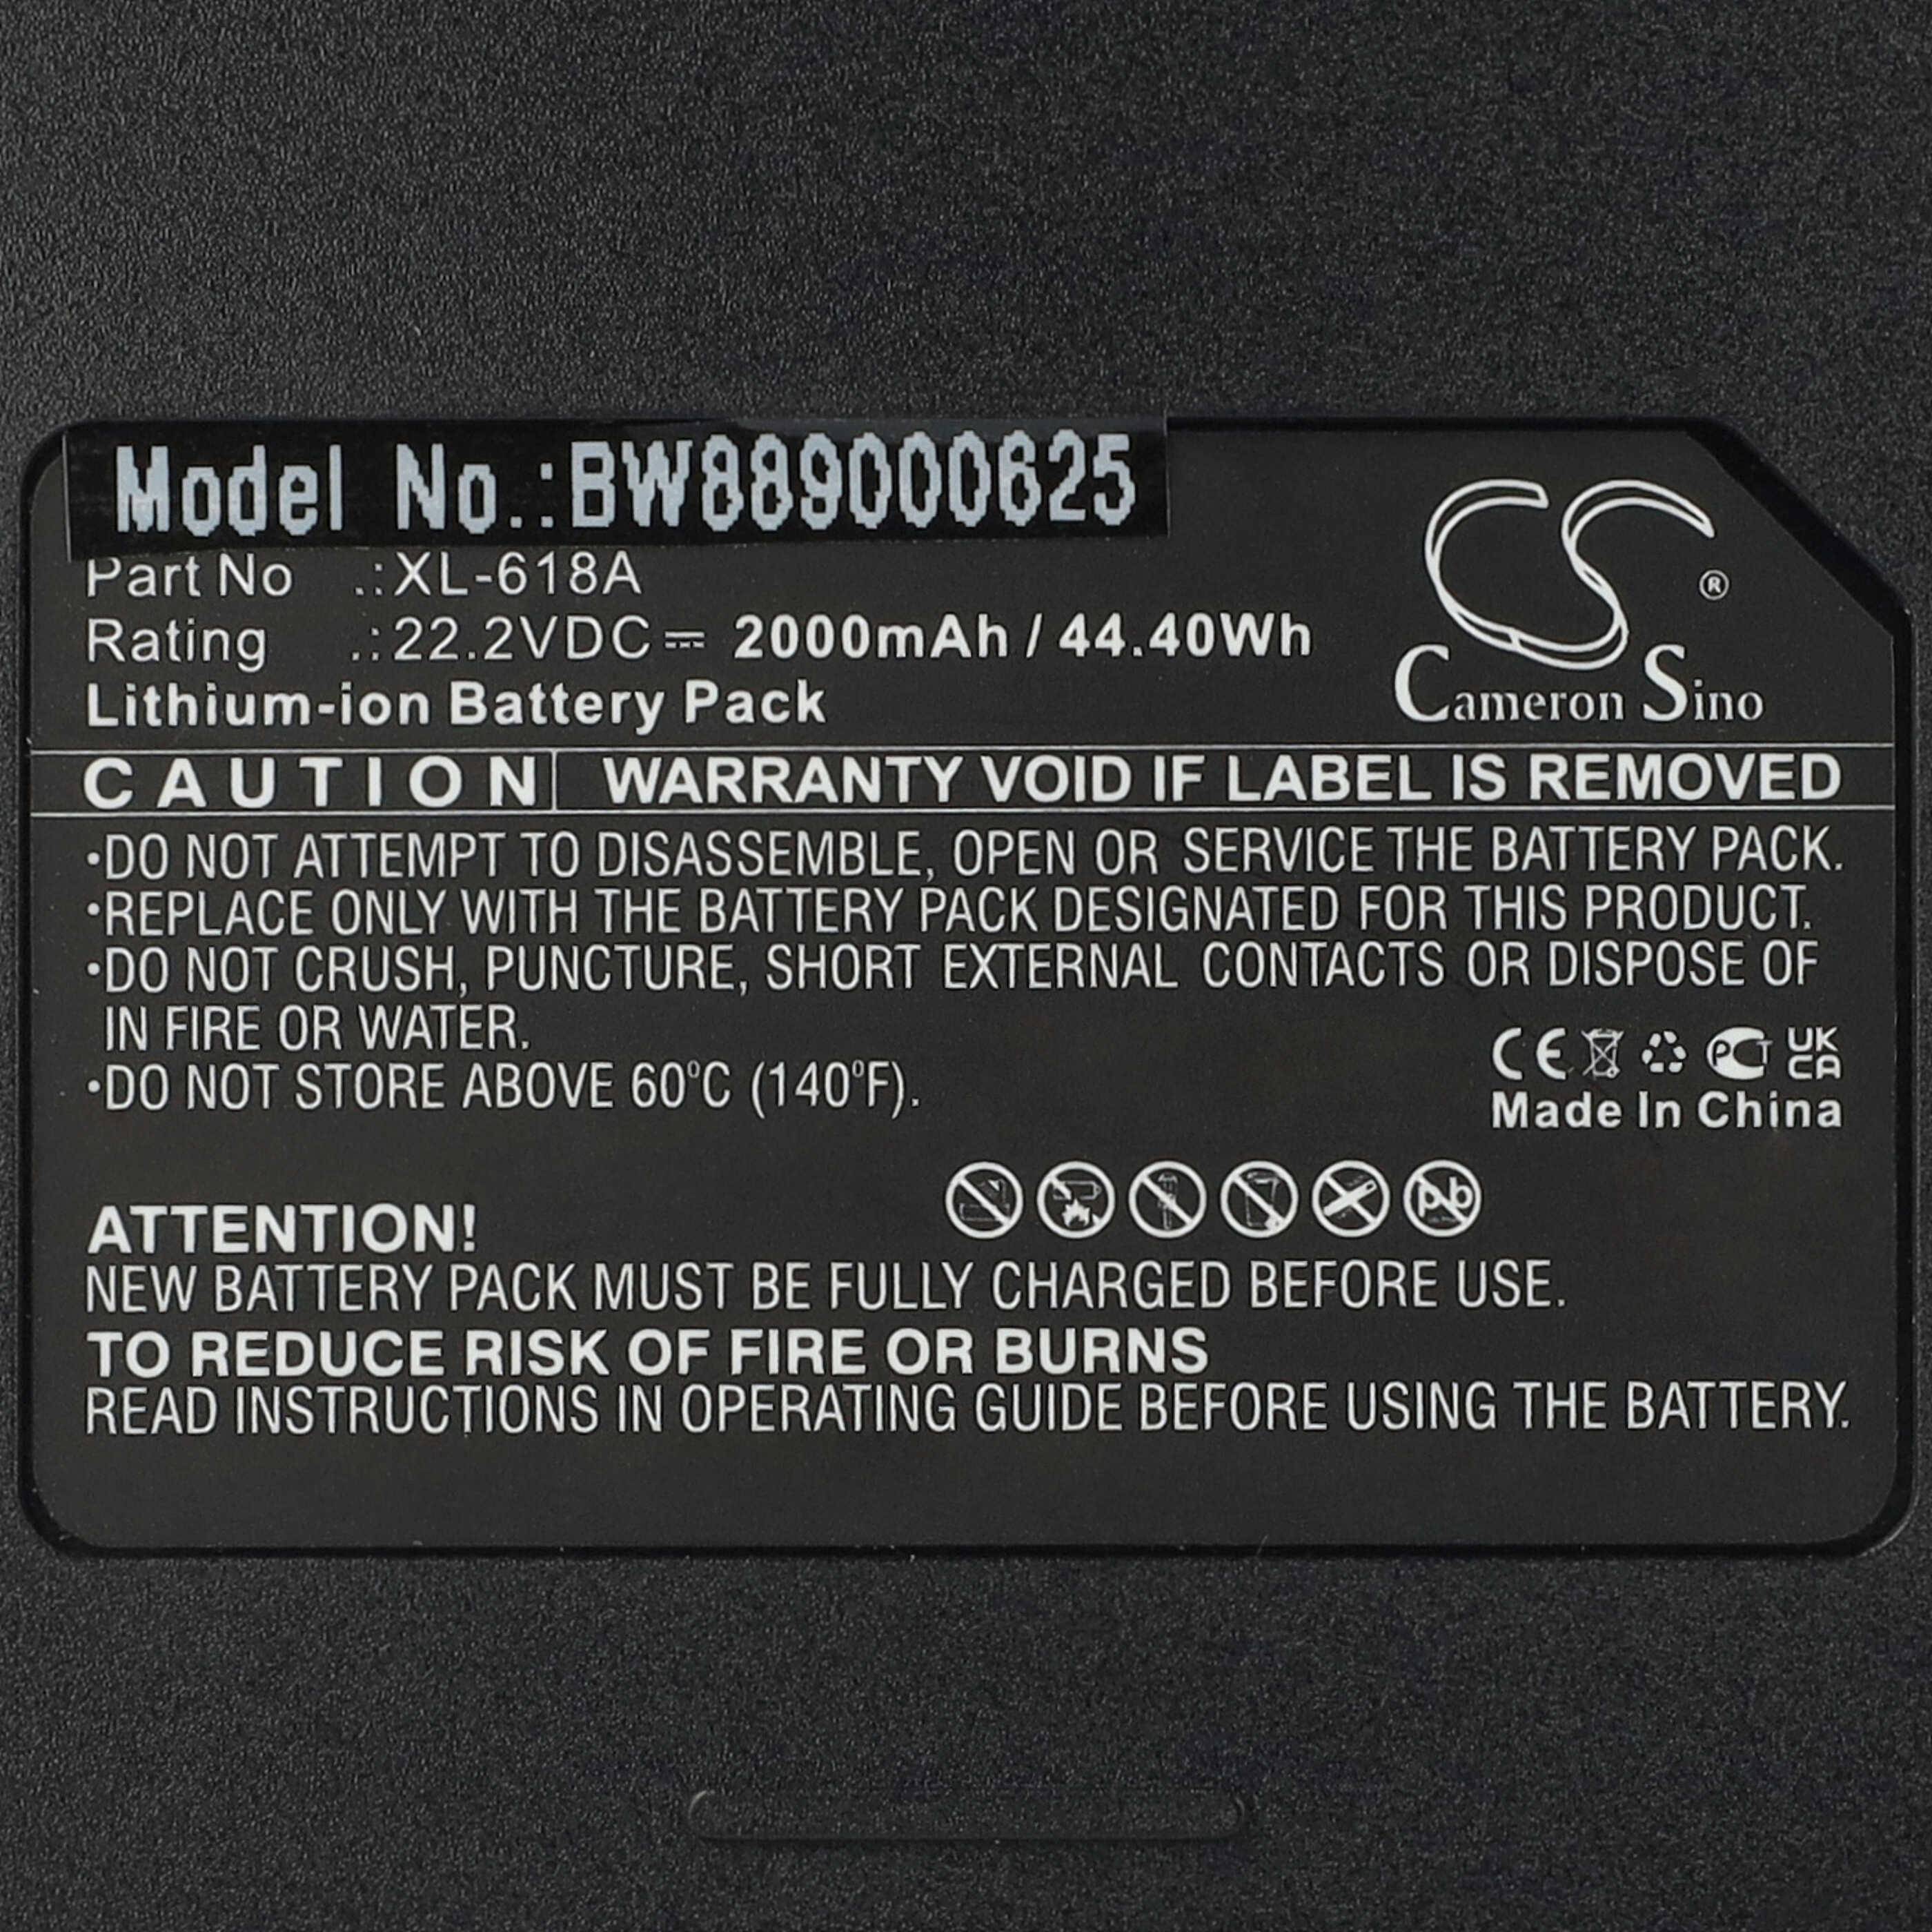 Model No.:BW889000625
Part No .:XL-618A
Rating .:22.2VDC⎓ 2000mAh / 44.40Wh
Lithium-ion Battery Pack
CS
®
Cameron Sino
CAUTION WARRANTY VOID IF LABEL IS REMOVED
•DO NOT ATTEMPT TO DISASSEMBLE, OPEN OR SERVICE THE BATTERY PACK.
•REPLACE ONLY WITH THE BATTERY PACK DESIGNATED FOR THIS PRODUCT.
•DO NOT CRUSH, PUNCTURE, SHORT EXTERNAL CONTACTS OR DISPOSE OF
IN FIRE OR WATER.
•DO NOT STORE ABOVE 60°C (140°F).
CE PCT UK
CA
Made In China
Pb
ATTENTION!
NEW BATTERY PACK MUST BE FULLY CHARGED BEFORE USE.
TO REDUCE RISK OF FIRE OR BURNS
READ INSTRUCTIONS IN OPERATING GUIDE BEFORE USING THE BATTERY.